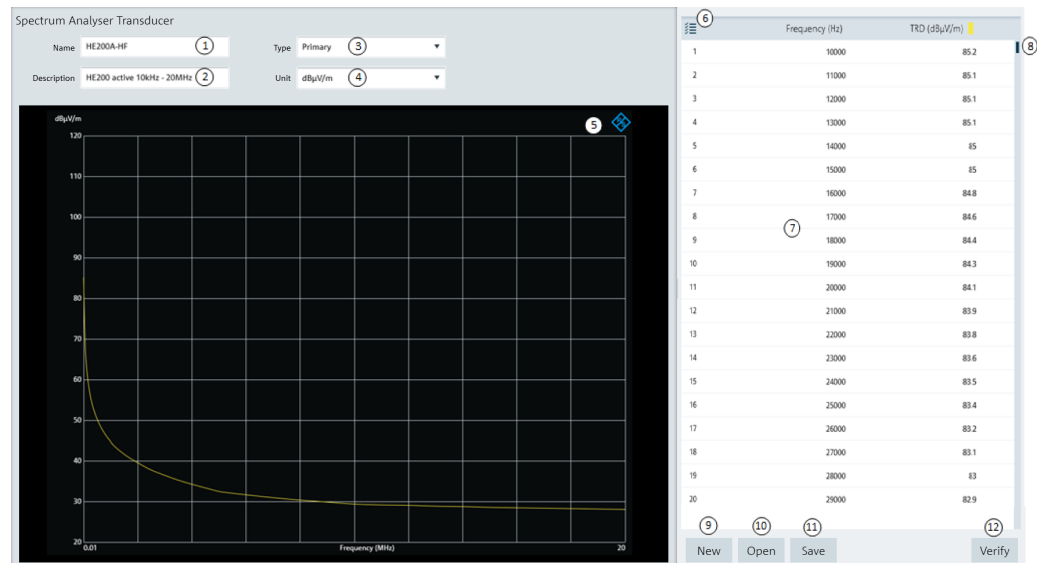 Spectrum Analyser Transducer
Name HE200A-HF 1 Type Primary 3
Description HE200 active 10kHz - 20MHz 2 Unit dBµV/m 4
dBµV/m 5
120
110
100
90
80
70
60
50
40
30
20
0.01 Frequency (MHz) 20
6 Frequency (Hz) TRD (dBµV/m)
8
1 10000 85.2
2 11000 85.1
3 12000 85.1
4 13000 85.1
5 14000 85
6 15000 85
7 16000 84.8
8 17000 84.6
7
9 18000 84.4
10 19000 84.3
11 20000 84.1
12 21000 83.9
13 22000 83.8
14 23000 83.6
15 24000 83.5
16 25000 83.4
17 26000 83.2
18 27000 83.1
19 28000 83
20 29000 82.9
9 10 11 12
New Open Save Verify